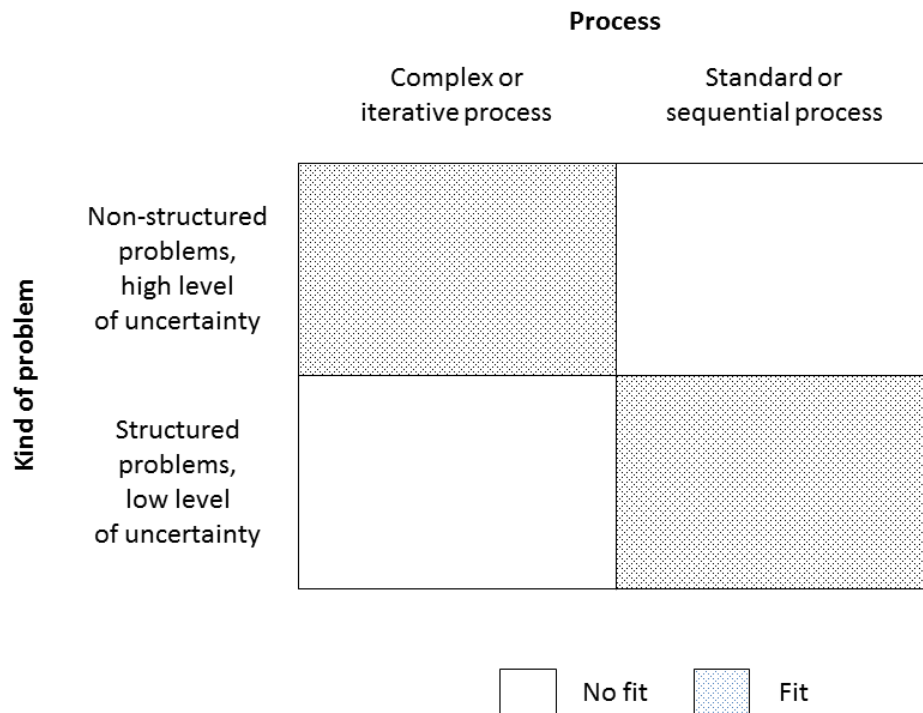 Process
Complex or
iterative process
Standard or
sequential process
Kind of problem
Non-structured
problems,
high level
of uncertainty
Structured
problems,
low level
of uncertainty
No fit
Fit